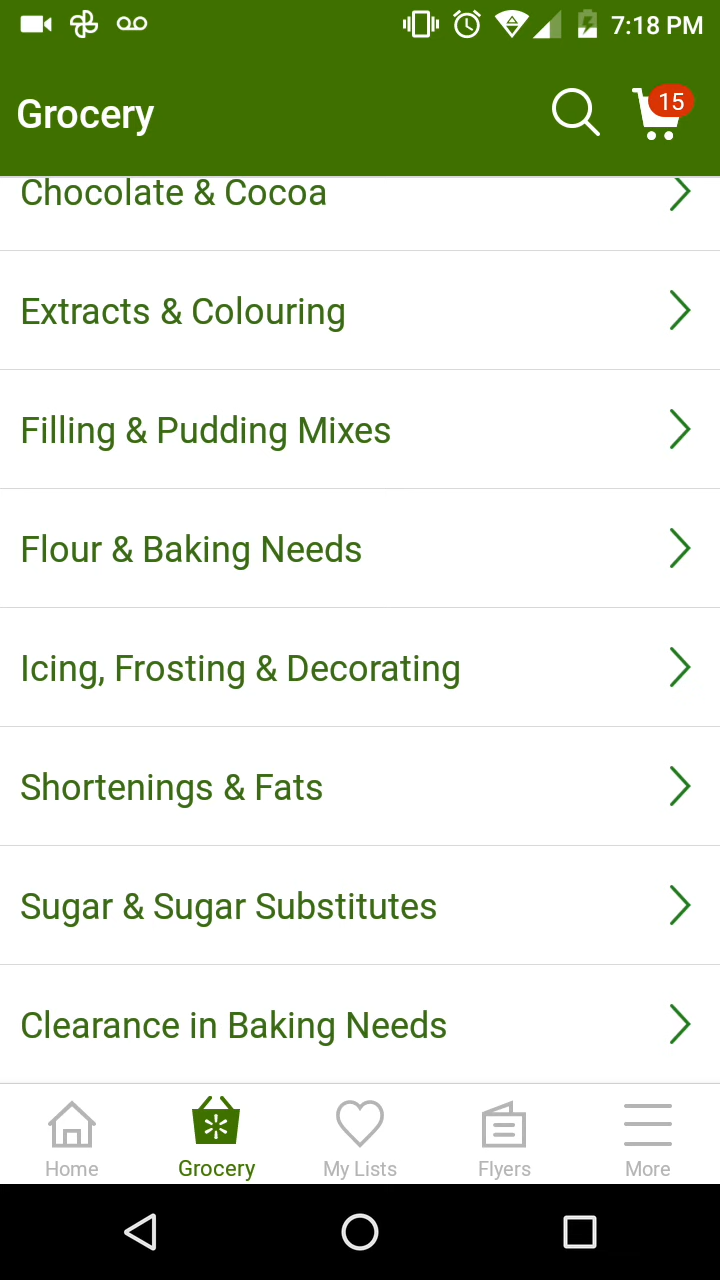 7:18 PM
Grocery
15
Chocolate & Cocoa
Extracts & Colouring
Filling & Pudding Mixes
Flour & Baking Needs
Icing, Frosting & Decorating
Shortenings & Fats
Sugar & Sugar Substitutes
Clearance in Baking Needs
Home
Grocery
My Lists
Flyers
More